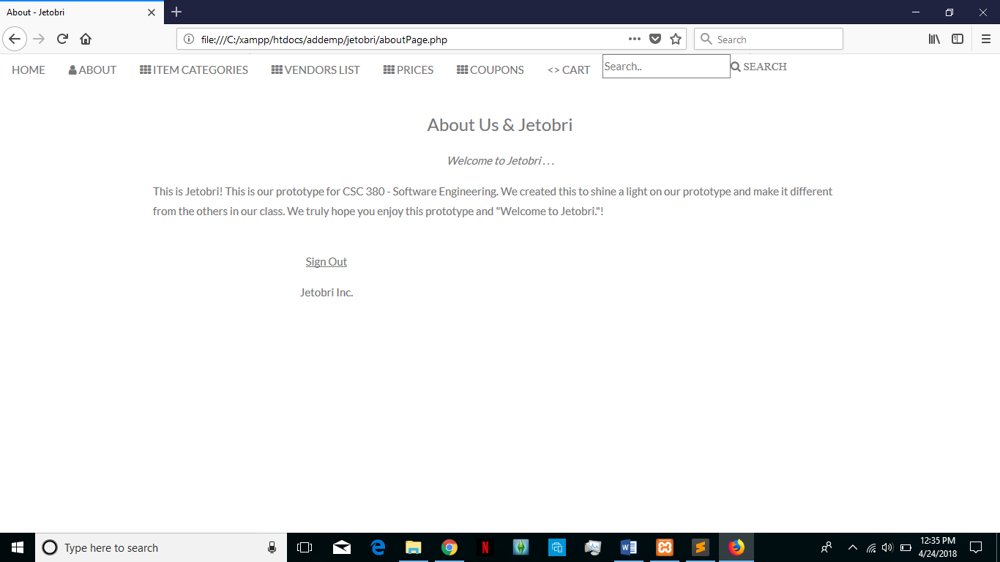 About - Jetobri
file:///C:/xampp/htdocs/addemp/jetobri/aboutPage.php
Search
HOME ABOUT ITEM CATEGORIES VENDORS LIST PRICES COUPONS <> CART Search.. SEARCH
About Us & Jetobri
Welcome to Jetobri . . .
This is Jetobri! This is our prototype for CSC 380 - Software Engineering. We created this to shine a light on our prototype and make it different
from the others in our class. We truly hope you enjoy this prototype and "Welcome to Jetobri."!
Sign Out
Jetobri Inc.
Type here to search
12:35 PM
4/24/2018